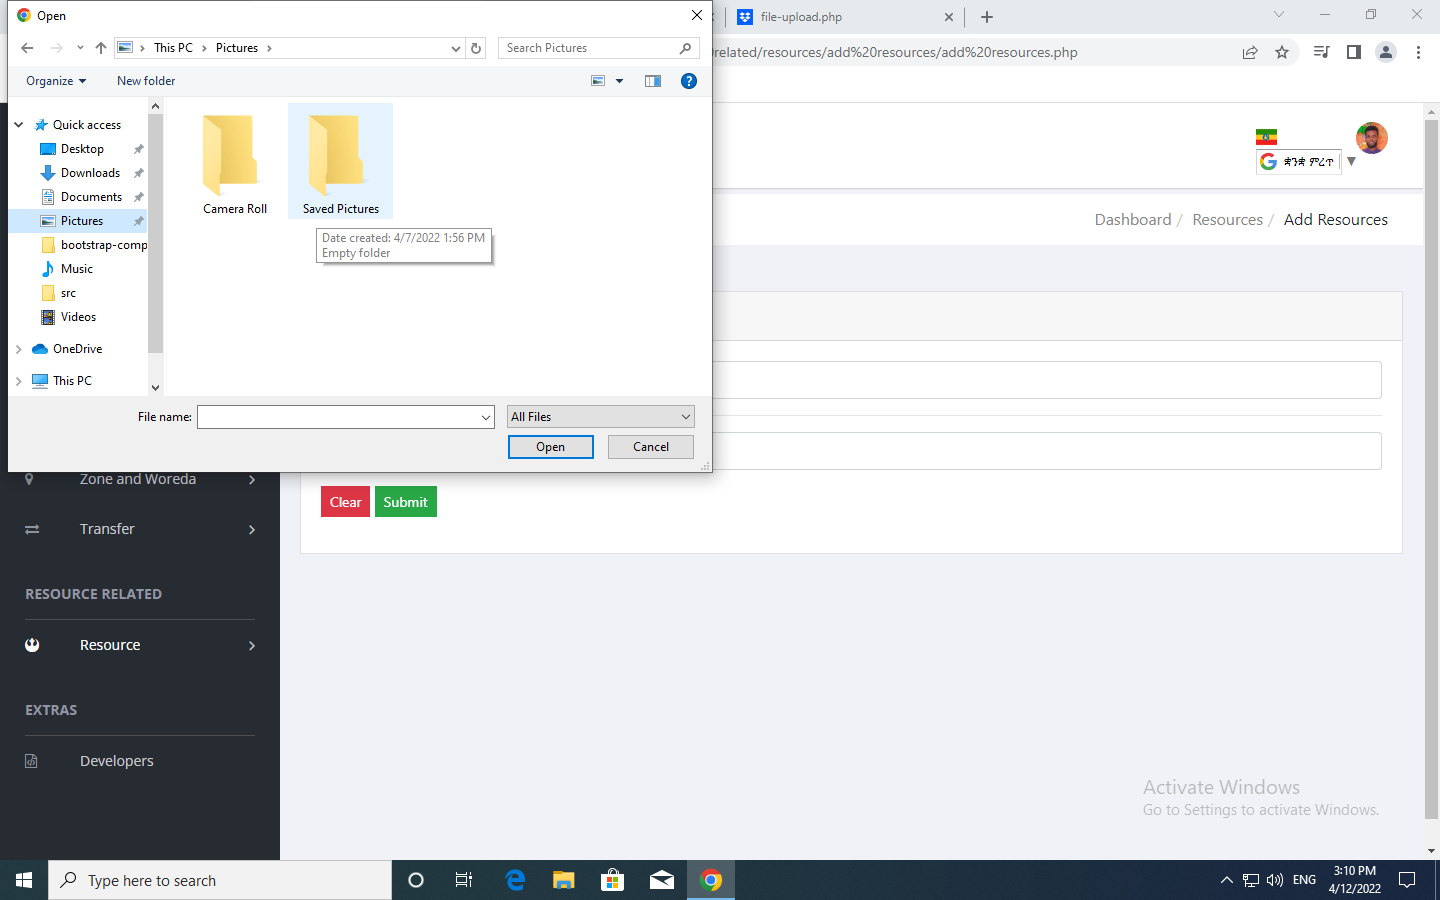 Open
file-upload.php
This PC
Pictures
Search Pictures
related/resources/add%20resources/add%20resources.php
Organize
New folder
Quick access
Desktop
Downloads
Documents
Pictures
bootstrap-comp
Music
src
Videos
OneDrive
This PC
Camera Roll
Saved Pictures
Date created: 4/7/2022 1:56 PM
Empty folder
File name:
All Files
Open
Cancel
ቋንቋ ምረጥ
Dashboard / Resources / Add Resources
Clear
Submit
Zone and Woreda
Transfer
RESOURCE RELATED
Resource
EXTRAS
Developers
Activate Windows
Go to Settings to activate Windows.
Type here to search
ENG
3:10 PM
4/12/2022